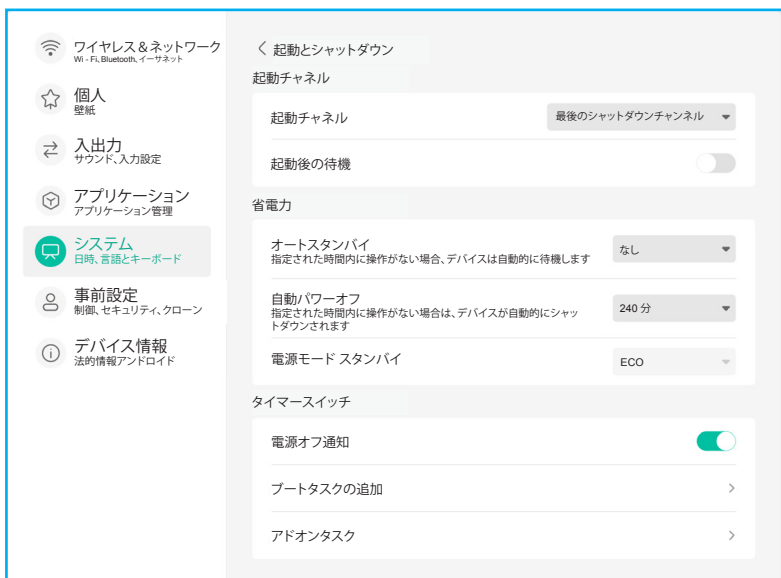 ワイヤレス＆ネットワーク
Wi - Fi、Bluetooth、イーサネット
個人
壁紙
入出力
サウンド、入力設定
アプリケーション
アプリケーション管理
システム
日時、言語とキーボード
事前設定
制御、セキュリティ、クローン
デバイス情報
法的情報アンドロイド
起動とシャットダウン
起動チャネル
起動チャネル
最後のシャットダウンチャンネル
起動後の待機
省電力
オートスタンバイ
指定された時間内に操作がない場合、デバイスは自動的に待機します
なし
自動パワーオフ
指定された時間内に操作がない場合は、デバイスが自動的にシャッ
トダウンされます
240 分
電源モード スタンバイ
ECO
タイマースイッチ
電源オフ通知
ブートタスクの追加
アドオンタスク